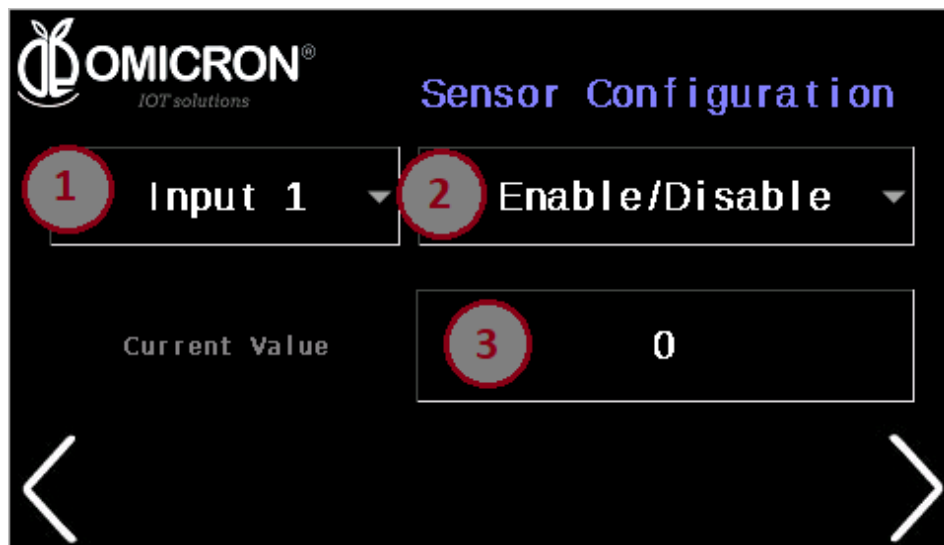 OMICRON®
IOT solutions
Sensor Configuration
1
Input 1
2
Enable/Disable
Current Value
3
0